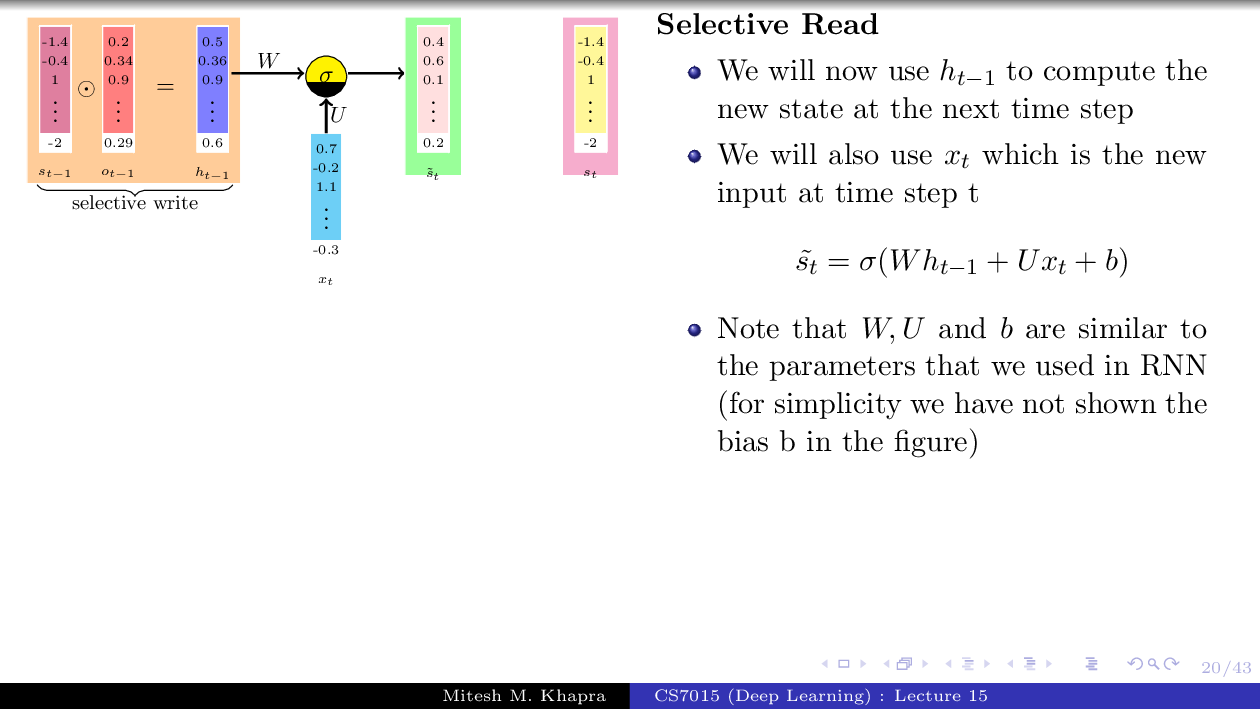 -1.4
-0.4
1
⋮
-2
s_{t−1}
⊙
0.2
0.34
0.9
⋮
0.29
o_{t−1}
=
0.5
0.36
0.9
⋮
0.6
h_{t−1}
selective write
W
σ
U
0.7
-0.2
1.1
⋮
-0.3
x_t
0.4
0.6
0.1
⋮
0.2
s̃_t
-1.4
-0.4
1
⋮
-2
s_t
Selective Read
We will now use h_{t−1} to compute the
new state at the next time step
We will also use x_t which is the new
input at time step t
s̃_t = σ(Wh_{t−1} + Ux_t + b)
Note that W, U and b are similar to
the parameters that we used in RNN
(for simplicity we have not shown the
bias b in the figure)
20/43
Mitesh M. Khapra
CS7015 (Deep Learning) : Lecture 15